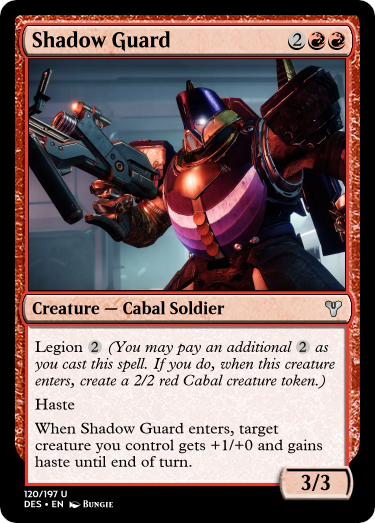 Shadow Guard 2
Creature — Cabal Soldier
Legion 2 (You may pay an additional 2 as
you cast this spell. If you do, when this creature
enters, create a 2/2 red Cabal creature token.)
Haste
When Shadow Guard enters, target
creature you control gets +1/+0 and gains
haste until end of turn.
3/3
120/197 U
DES • EN BUNGIE